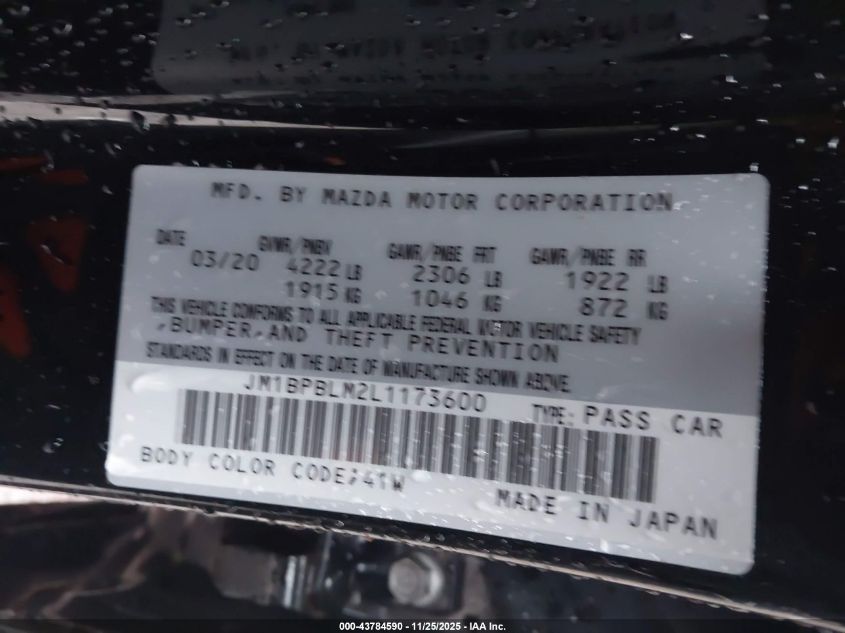 MFD. BY MAZDA MOTOR CORPORATION
DATE GVWR/PNBV GAWR/PNBE FRT GAWR/PNBE RR
03/20 4222 LB 2306 LB 1922 LB
1915 KG 1046 KG 872 KG
THIS VEHICLE CONFORMS TO ALL APPLICABLE FEDERAL MOTOR VEHICLE SAFETY
,BUMPER,AND THEFT PREVENTION
STANDARDS IN EFFECT ON THE DATE OF MANUFACTURE SHOWN ABOVE.
JM1BPBLM2L1173600 TYPE: PASS CAR
BODY COLOR CODE;41W MADE IN JAPAN
000-43784590 - 11/25/2025 - IAA Inc.